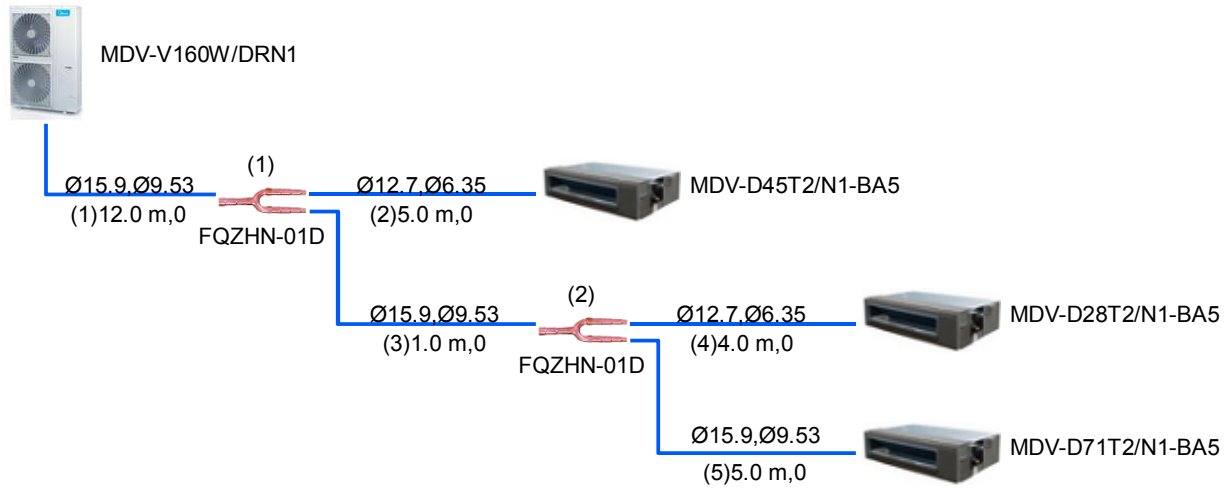 MDV-V160W/DRN1
(1)
Ø15.9,Ø9.53
(1)12.0 m,0
FQZHN-01D
Ø12.7,Ø6.35
(2)5.0 m,0
MDV-D45T2/N1-BA5
Ø15.9,Ø9.53
(3)1.0 m,0
(2)
FQZHN-01D
Ø12.7,Ø6.35
(4)4.0 m,0
MDV-D28T2/N1-BA5
Ø15.9,Ø9.53
(5)5.0 m,0
MDV-D71T2/N1-BA5